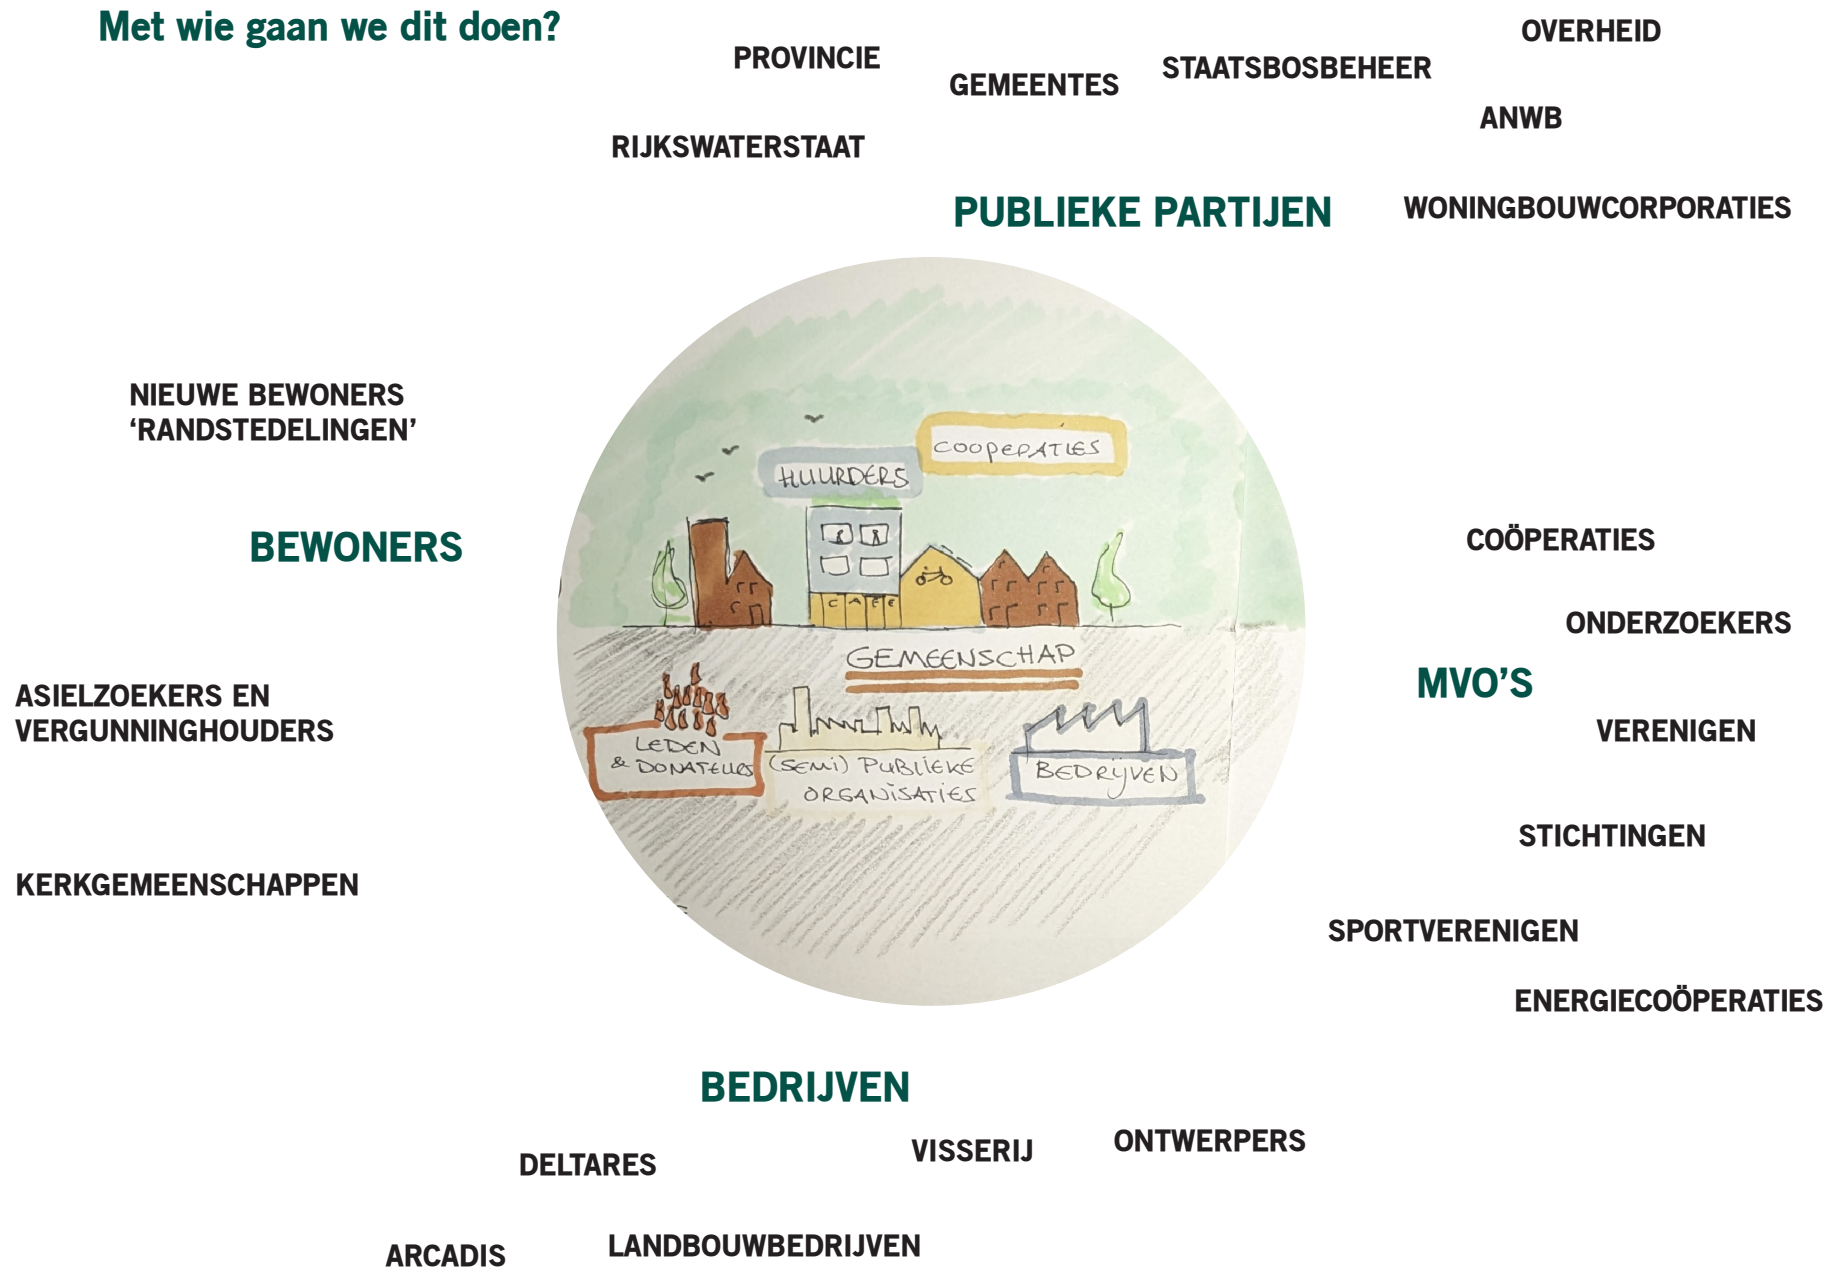 Met wie gaan we dit doen?
OVERHEID
PROVINCIE
STAATSBOSBEHEER
GEMEENTES
ANWB
RIJKSWATERSTAAT
PUBLIEKE PARTIJEN
WONINGBOUWCORPORATIES
NIEUWE BEWONERS
‘RANDSTEDELINGEN’
BEWONERS
ASIELZOEKERS EN
VERGUNNINGHOUDERS
KERKGEMEENSCHAPPEN
COOPERATIES
HUURDERS
CAFE
GEMEENSCHAP
LEDEN
& DONATEURS
(SEMI) PUBLIEKE
ORGANISATIES
BEDRIJVEN
COÖPERATIES
ONDERZOEKERS
MVO’S
VERENIGEN
STICHTINGEN
SPORTVERENIGEN
ENERGIECOÖPERATIES
BEDRIJVEN
DELTARES
VISSERIJ
ONTWERPERS
ARCADIS
LANDBOUWBEDRIJVEN